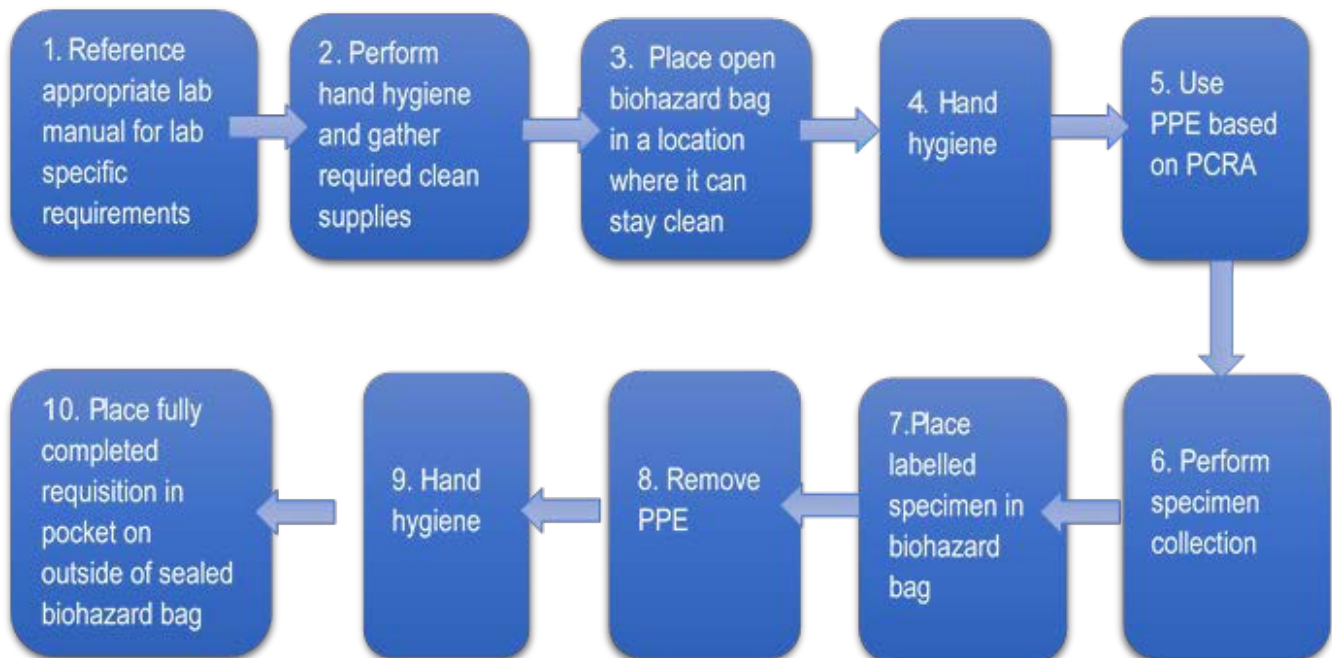 1. Reference
appropriate lab
manual for lab
specific
requirements
2. Perform
hand hygiene
and gather
required clean
supplies
3. Place open
biohazard bag
in a location
where it can
stay clean
4. Hand
hygiene
5. Use
PPE based
on PCRA
6. Perform
specimen
collection
7.Place
labelled
specimen in
biohazard
bag
8. Remove
PPE
9. Hand
hygiene
10. Place fully
completed
requisition in
pocket on
outside of sealed
biohazard bag